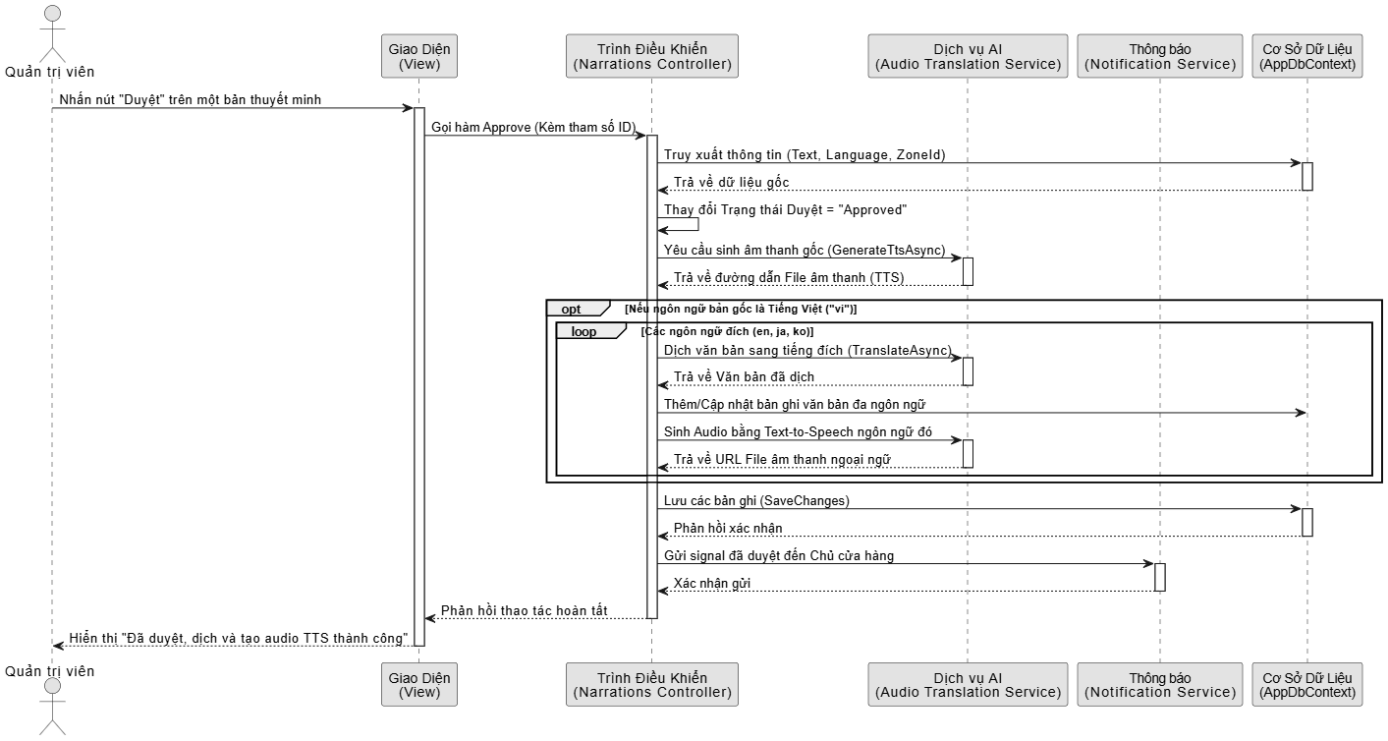 Quản trị viên
Giao Diện
(View)
Trình Điều Khiển
(Narrations Controller)
Dịch vụ AI
(Audio Translation Service)
Thông báo
(Notification Service)
Cơ Sở Dữ Liệu
(AppDbContext)
Nhấn nút "Duyệt" trên một bản thuyết minh
Gọi hàm Approve (Kèm tham số ID)
Truy xuất thông tin (Text, Language, ZoneId)
Trả về dữ liệu gốc
Thay đổi Trạng thái Duyệt = "Approved"
Yêu cầu sinh âm thanh gốc (GenerateTtsAsync)
Trả về đường dẫn File âm thanh (TTS)
opt [Nếu ngôn ngữ bản gốc là Tiếng Việt ("vi")]
loop [Các ngôn ngữ đích (en, ja, ko)]
Dịch văn bản sang tiếng đích (TranslateAsync)
Trả về Văn bản đã dịch
Thêm/Cập nhật bản ghi văn bản đa ngôn ngữ
Sinh Audio bằng Text-to-Speech ngôn ngữ đó
Trả về URL File âm thanh ngoại ngữ
Lưu các bản ghi (SaveChanges)
Phản hồi xác nhận
Gửi signal đã duyệt đến Chủ cửa hàng
Xác nhận gửi
Phản hồi thao tác hoàn tất
Hiển thị "Đã duyệt, dịch và tạo audio TTS thành công"
Quản trị viên
Giao Diện
(View)
Trình Điều Khiển
(Narrations Controller)
Dịch vụ AI
(Audio Translation Service)
Thông báo
(Notification Service)
Cơ Sở Dữ Liệu
(AppDbContext)